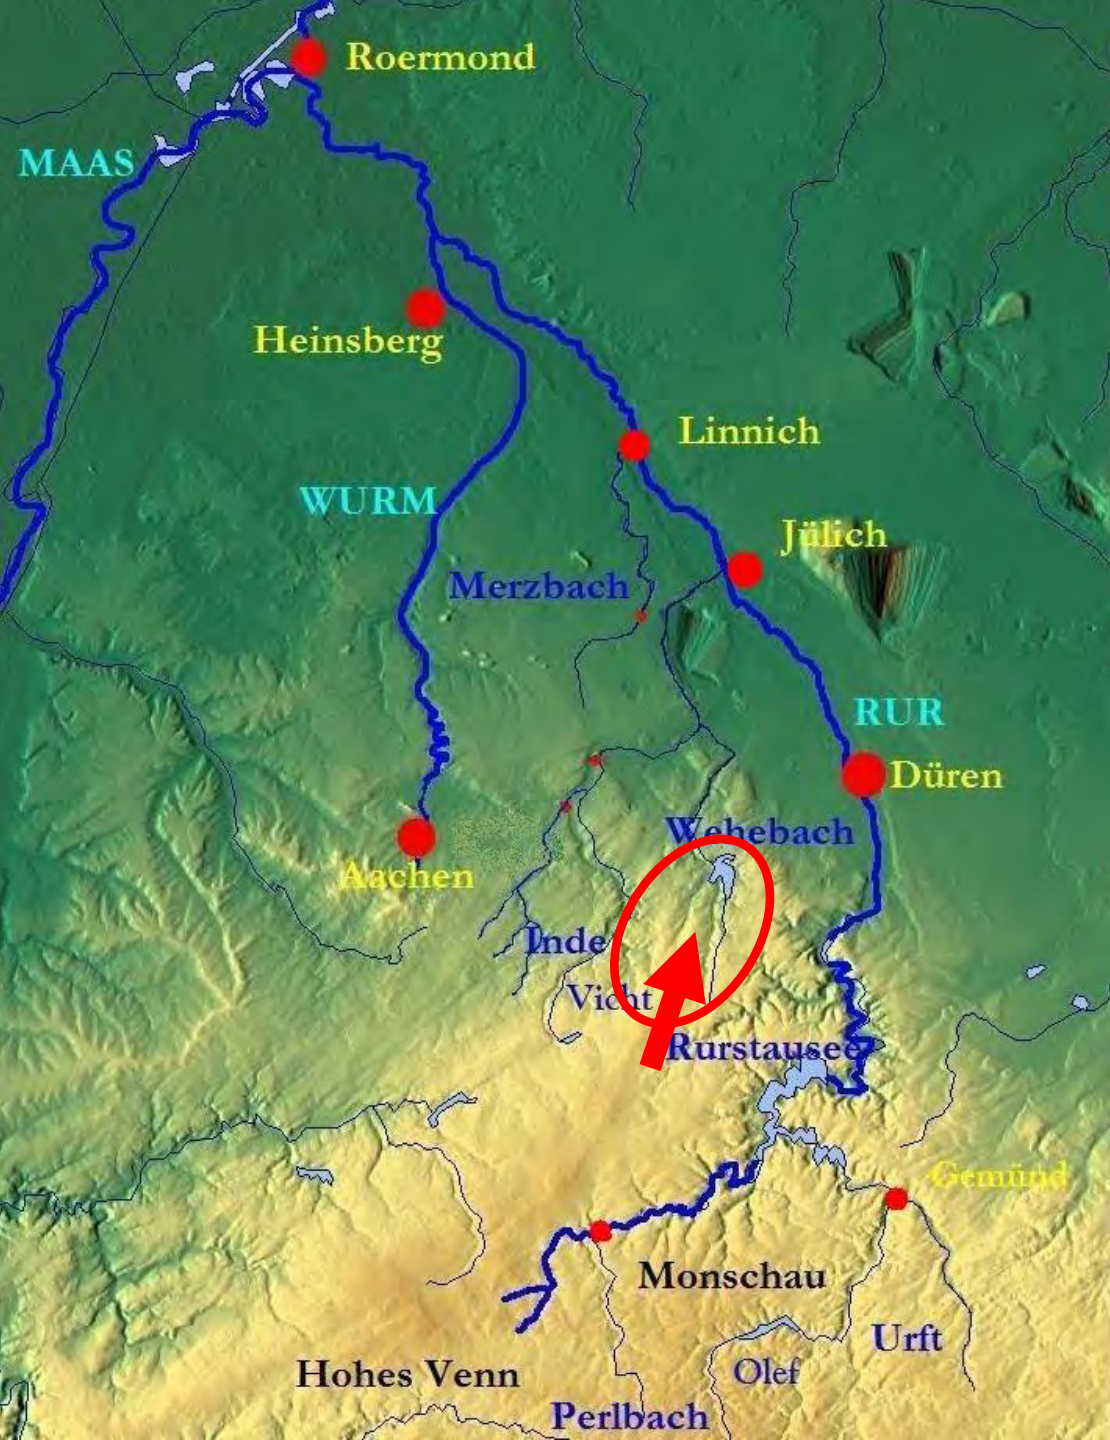 Roermond
MAAS
Heinsberg
Linnich
WURM
Jülich
Merzbach
RUR
Düren
Wehebach
Aachen
Inde
Vicht
Rurstausee
Gemünd
Monschau
Urft
Hohes Venn
Olef
Perlbach